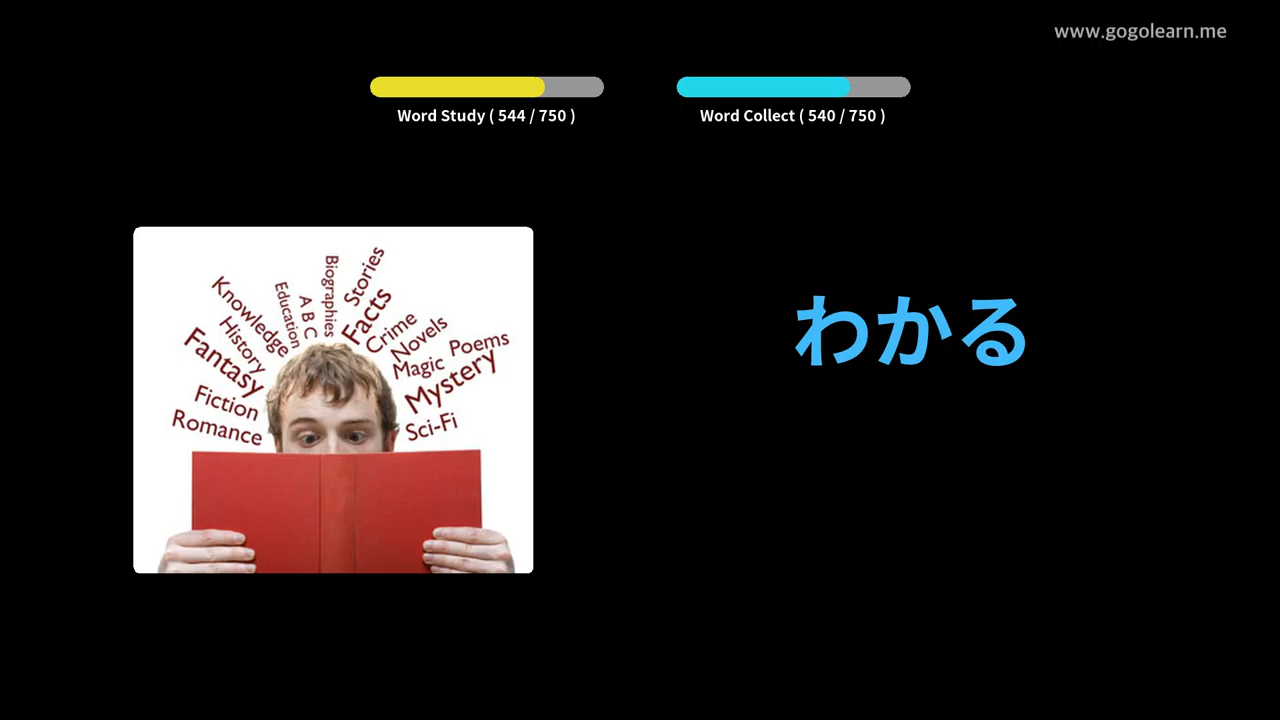 www.gogolearn.me
Word Study ( 544 / 750 )
Word Collect ( 540 / 750 )
Knowledge
Education
A B C
Biographies
Stories
Facts
History
Fantasy
Crime
Novels
Poems
Magic
Mystery
Fiction
Romance
Sci-Fi
わかる